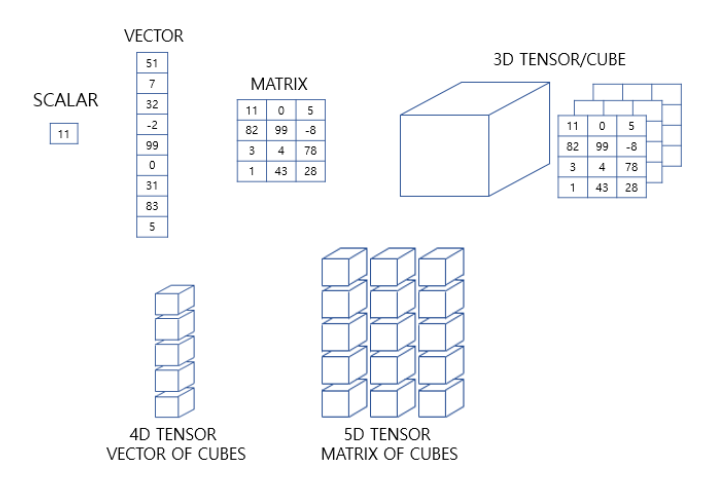 VECTOR
51
7
32
-2
99
0
31
83
5
SCALAR
11
MATRIX
11 0 5
82 99 -8
3 4 78
1 43 28
3D TENSOR/CUBE
11 0 5
82 99 -8
3 4 78
1 43 28
4D TENSOR
VECTOR OF CUBES
5D TENSOR
MATRIX OF CUBES